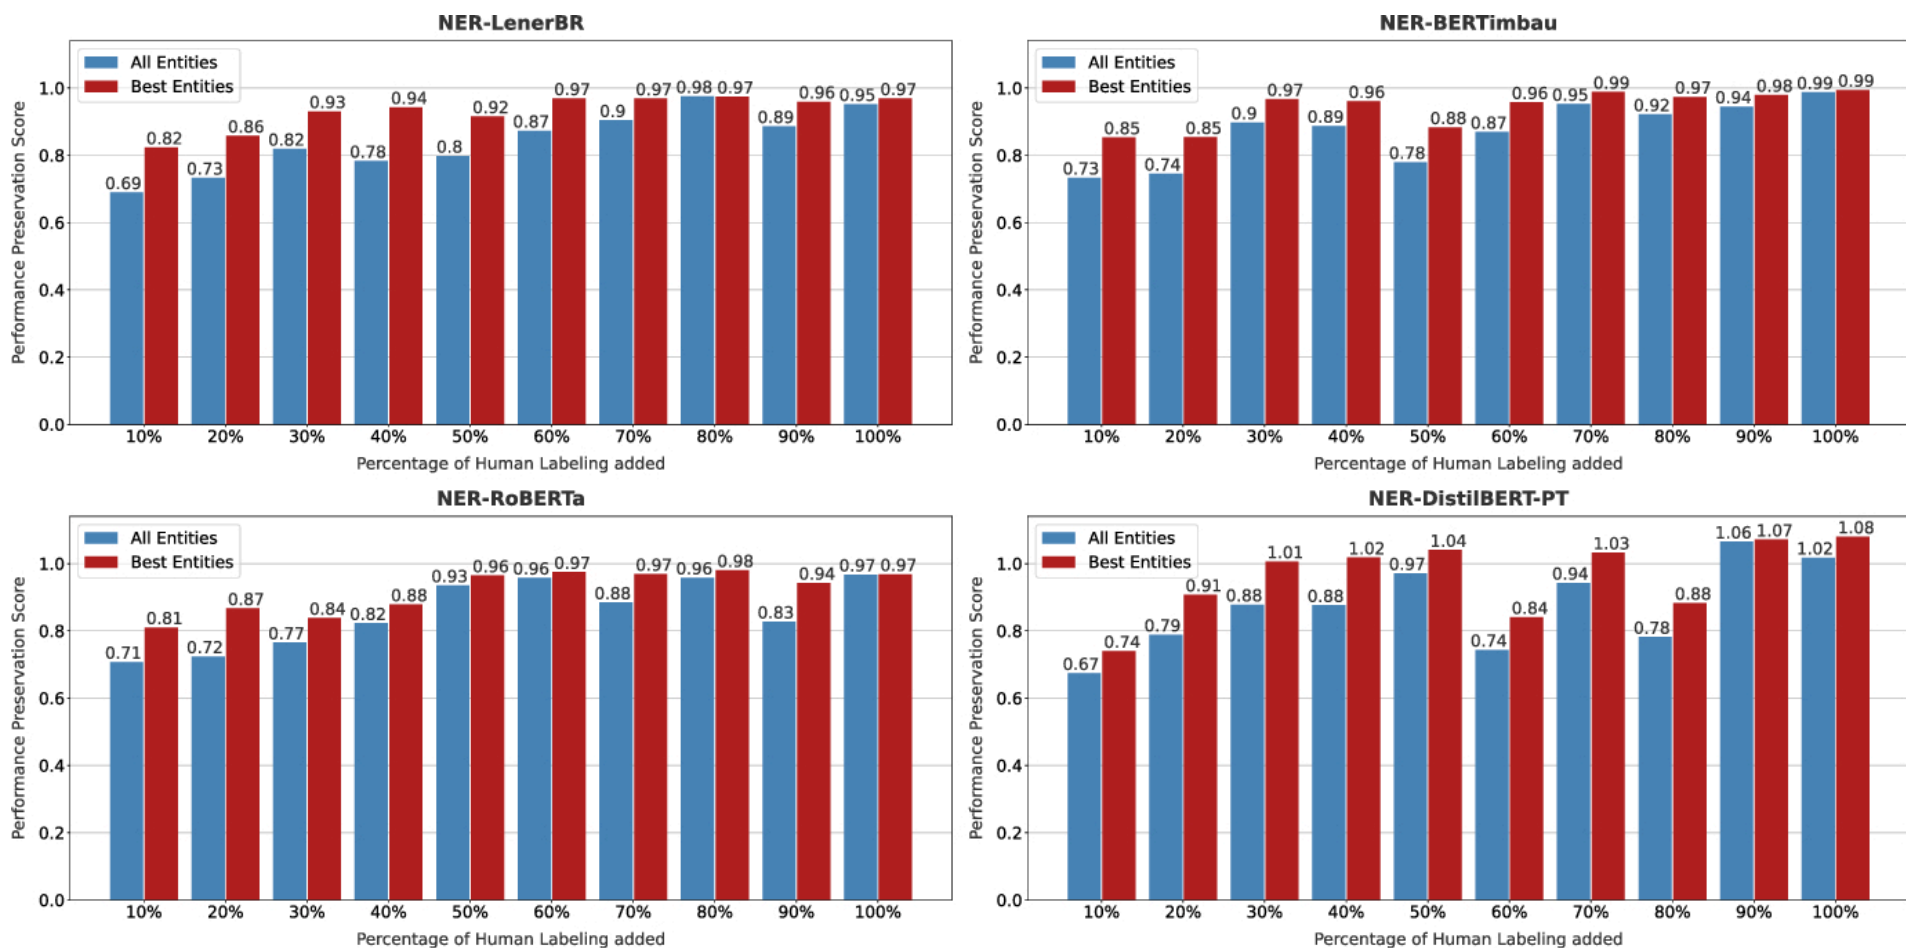 NER-LenerBR
All Entities
Best Entities
Performance Preservation Score
1.0
0.8
0.6
0.4
0.2
0.0
0.69 0.82 0.73 0.86 0.82 0.93 0.78 0.94 0.8 0.92 0.87 0.97 0.9 0.97 0.98 0.97 0.89 0.96 0.95 0.97
10% 20% 30% 40% 50% 60% 70% 80% 90% 100%
Percentage of Human Labeling added
NER-BERTimbau
All Entities
Best Entities
Performance Preservation Score
1.0
0.8
0.6
0.4
0.2
0.0
0.73 0.85 0.74 0.85 0.9 0.97 0.89 0.96 0.78 0.88 0.87 0.96 0.95 0.99 0.92 0.97 0.94 0.98 0.99 0.99
10% 20% 30% 40% 50% 60% 70% 80% 90% 100%
Percentage of Human Labeling added
NER-RoBERTa
All Entities
Best Entities
Performance Preservation Score
1.0
0.8
0.6
0.4
0.2
0.0
0.71 0.81 0.72 0.87 0.77 0.84 0.82 0.88 0.93 0.96 0.96 0.97 0.88 0.97 0.96 0.98 0.83 0.94 0.97 0.97
10% 20% 30% 40% 50% 60% 70% 80% 90% 100%
Percentage of Human Labeling added
NER-DistilBERT-PT
All Entities
Best Entities
Performance Preservation Score
1.0
0.8
0.6
0.4
0.2
0.0
0.67 0.74 0.79 0.91 0.88 1.01 0.88 1.02 0.97 1.04 0.74 0.84 0.94 1.03 0.78 0.88 1.06 1.07 1.02 1.08
10% 20% 30% 40% 50% 60% 70% 80% 90% 100%
Percentage of Human Labeling added